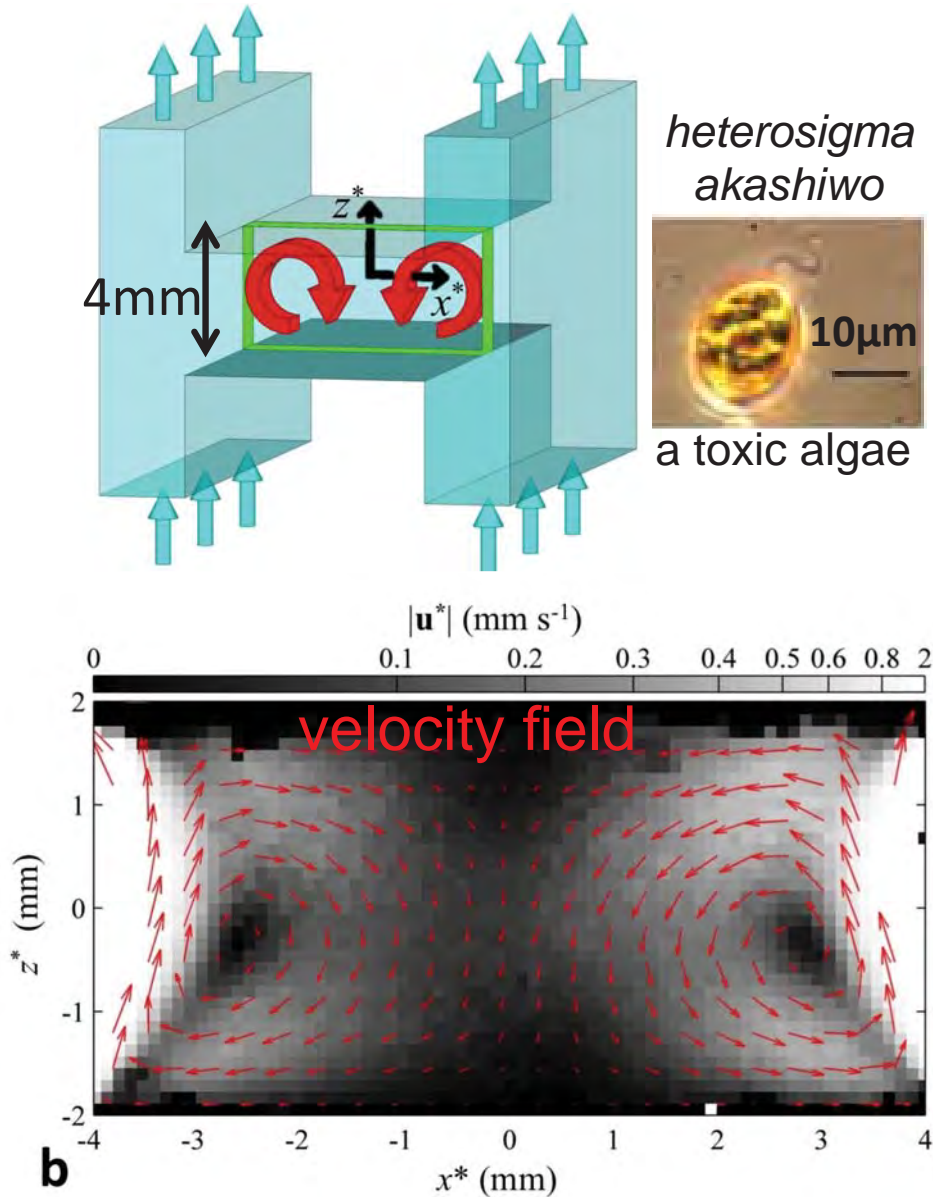 z*
4mm
x*
heterosigma
akashiwo
10μm
a toxic algae
|u*| (mm s-1)
0 0.1 0.2 0.3 0.4 0.5 0.6 0.8 2
velocity field
2
1
0
-1
-2
z* (mm)
-4 -3 -2 -1 0 1 2 3 4
x* (mm)
b